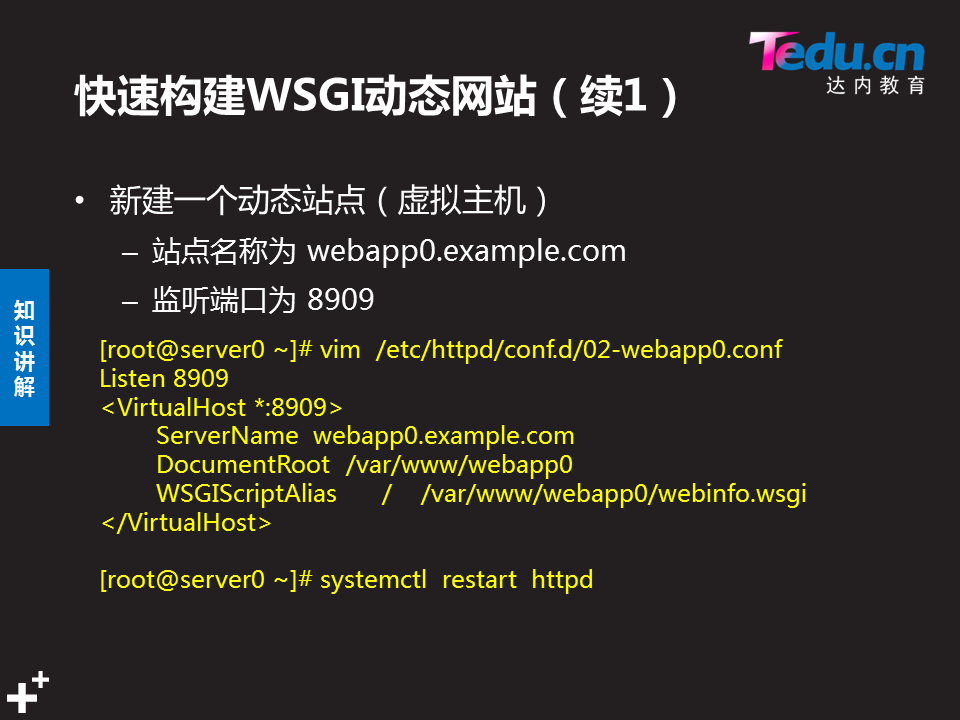 Tedu.cn
达内教育
快速构建WSGI动态网站（续1）
• 新建一个动态站点（虚拟主机）
– 站点名称为 webapp0.example.com
– 监听端口为 8909
知识讲解
[root@server0 ~]# vim  /etc/httpd/conf.d/02-webapp0.conf
Listen 8909
<VirtualHost *:8909>
ServerName  webapp0.example.com
DocumentRoot  /var/www/webapp0
WSGIScriptAlias  /  /var/www/webapp0/webinfo.wsgi
</VirtualHost>
[root@server0 ~]# systemctl  restart  httpd